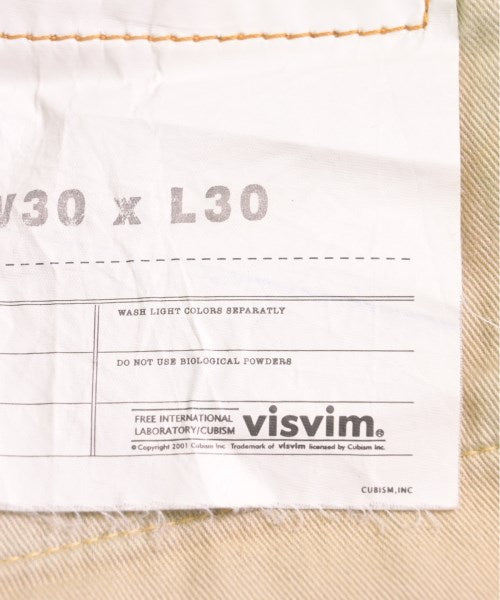 W30 x L30
WASH LIGHT COLORS SEPARATLY
DO NOT USE BIOLOGICAL POWDERS
FREE INTERNATIONAL
LABORATORY/CUBISM
visvim®
© Copyright 2001 Cubism Inc Trademark of visvim licensed by Cubism Inc.
CUBISM,INC